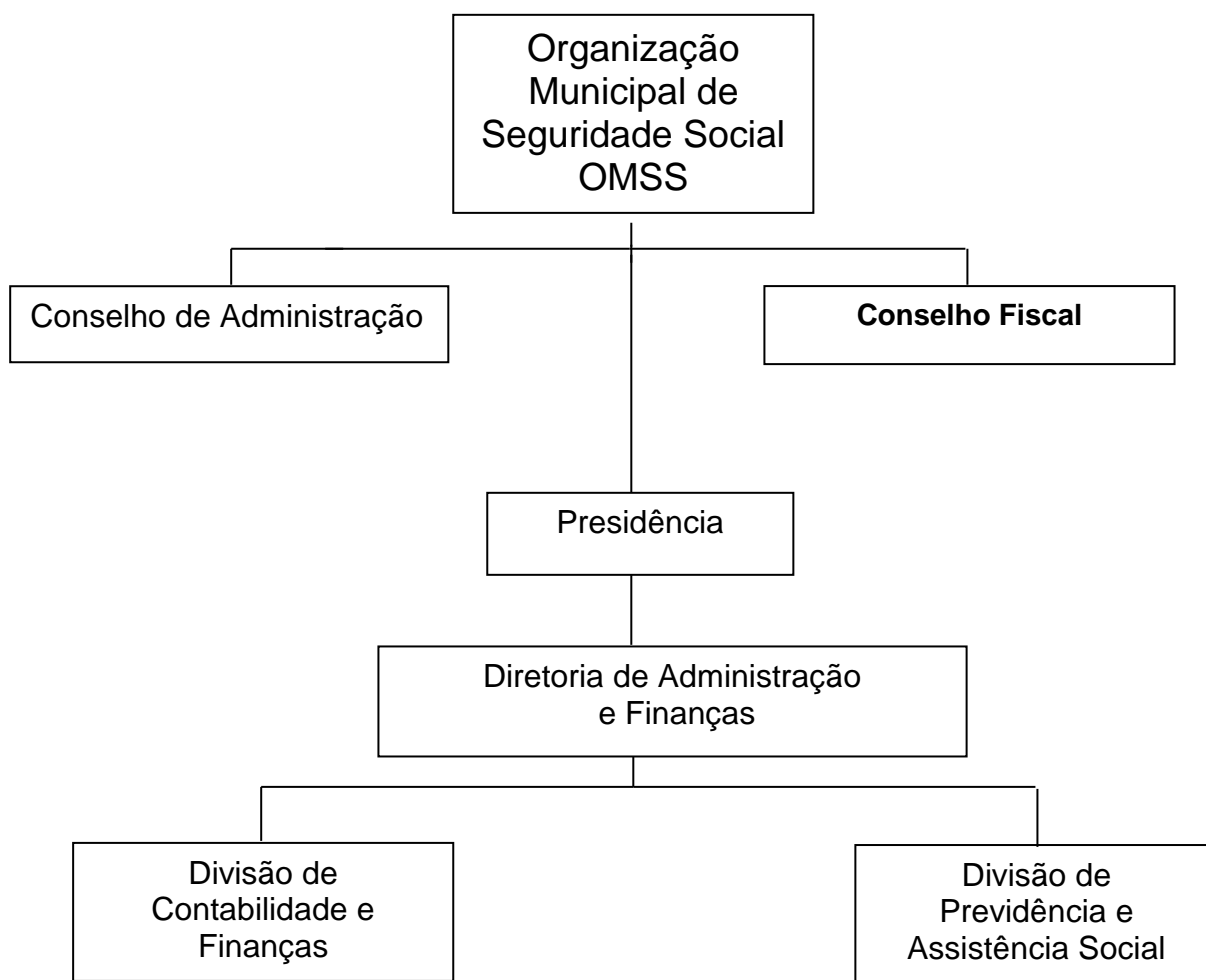 Organização
Municipal de
Seguridade Social
OMSS
Conselho de Administração
Conselho Fiscal
Presidência
Diretoria de Administração
e Finanças
Divisão de
Contabilidade e
Finanças
Divisão de
Previdência e
Assistência Social